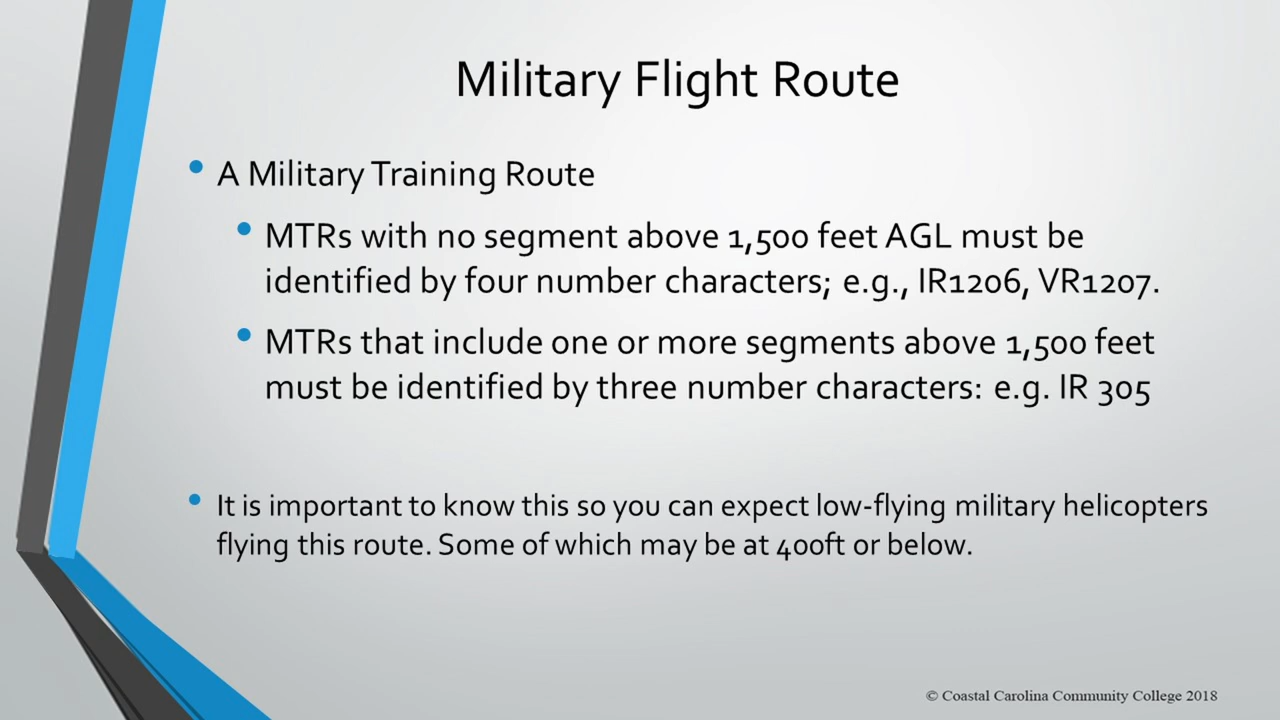 Military Flight Route
• A Military Training Route
• MTRs with no segment above 1,500 feet AGL must be
identified by four number characters; e.g., IR1206, VR1207.
• MTRs that include one or more segments above 1,500 feet
must be identified by three number characters: e.g. IR 305
• It is important to know this so you can expect low-flying military helicopters
flying this route. Some of which may be at 400ft or below.
© Coastal Carolina Community College 2018